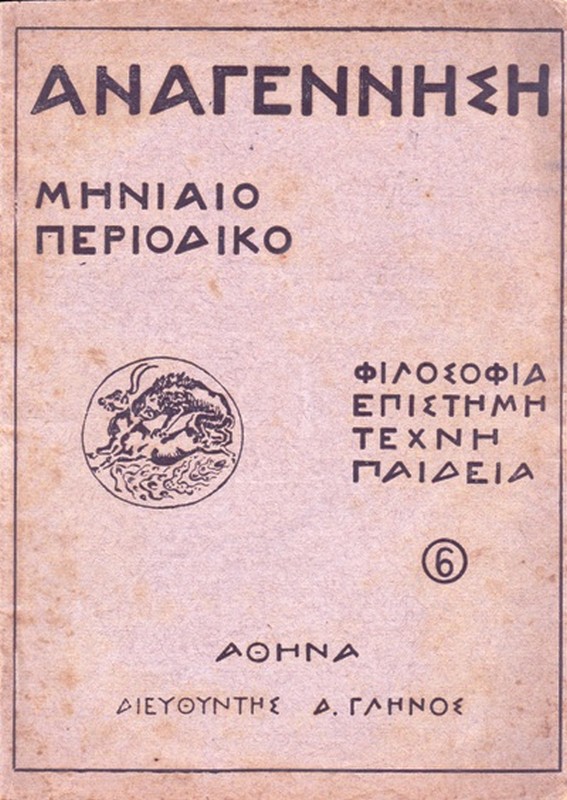 ΑΝΑΓΕΝΝΗΣΗ
ΜΗΝΙΑΙΟ
ΠΕΡΙΟΔΙΚΟ
ΦΙΛΟΣΟΦΙΑ
ΕΠΙΣΤΗΜΗ
ΤΕΧΝΗ
ΠΑΙΔΕΙΑ
6
ΑΘΗΝΑ
ΔΙΕΥΘΥΝΤΗΣ Δ. ΓΛΗΝΟΣ